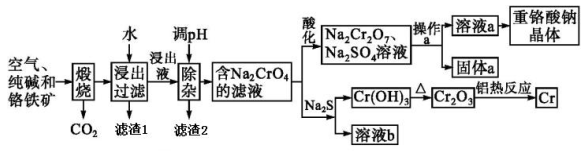 空气、
纯碱和
铬铁矿
煅
烧
CO2
水
浸出
过滤
滤渣1
浸出
液
调pH
除
杂
滤渣2
含Na2CrO4
的滤液
酸
化
Na2Cr2O7、
Na2SO4溶液
操作
a
溶液a
重铬酸钠
晶体
固体a
Na2S
Cr(OH)3
△
Cr2O3
铝热反应
Cr
溶液b